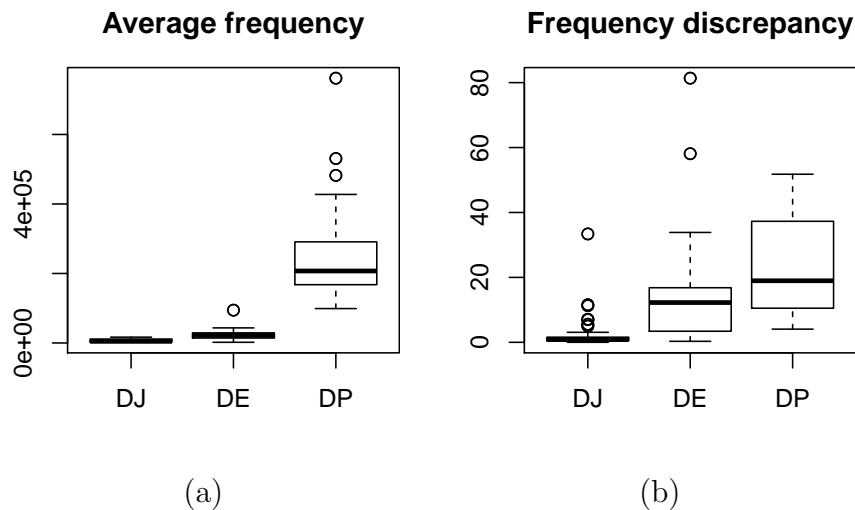 Average frequency
4e+05
0e+00
DJ DE DP
(a)
Frequency discrepancy
80
60
40
20
0
DJ DE DP
(b)